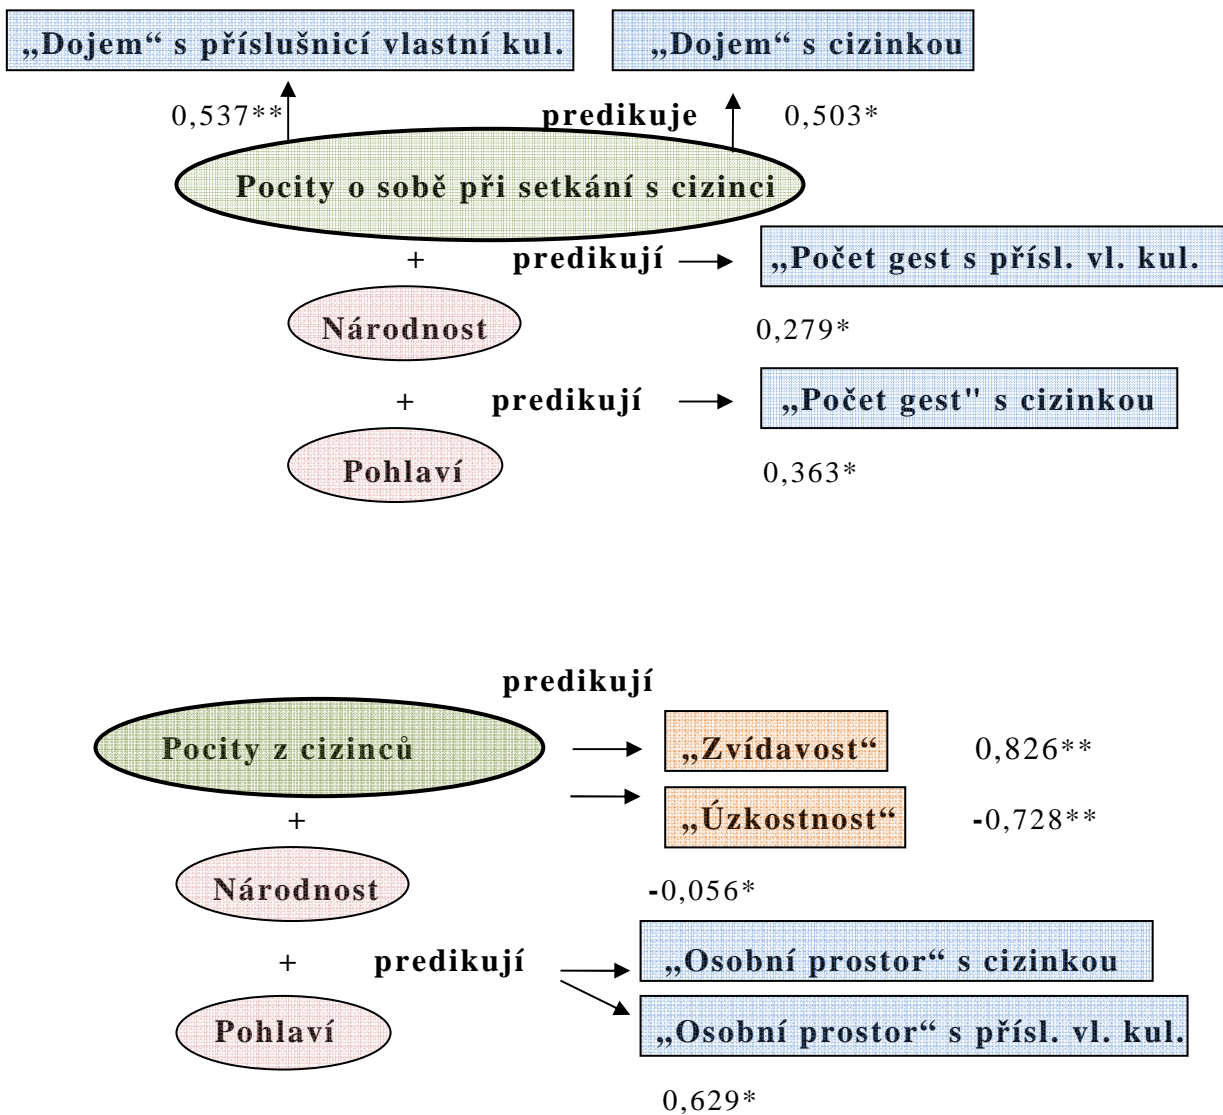 „Dojem“ s příslušnicí vlastní kul.
„Dojem“ s cizinkou
0,537**
predikuje
0,503*
Pocity o sobě při setkání s cizinci
+
predikují
„Počet gest s přísl. vl. kul.
Národnost
0,279*
+
predikují
„Počet gest" s cizinkou
Pohlaví
0,363*
predikují
Pocity z cizinců
„Zvídavost“
0,826**
+
„Úzkostnost“
-0,728**
Národnost
-0,056*
+
predikují
„Osobní prostor“ s cizinkou
Pohlaví
„Osobní prostor“ s přísl. vl. kul.
0,629*